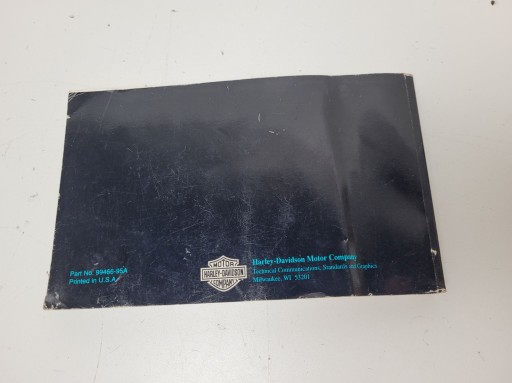 Part No. 99466-95A
Printed in U.S.A.
MOTOR
HARLEY-DAVIDSON
COMPANY
Harley-Davidson Motor Company
Technical Communications, Standards and Graphics
Milwaukee, WI 53201